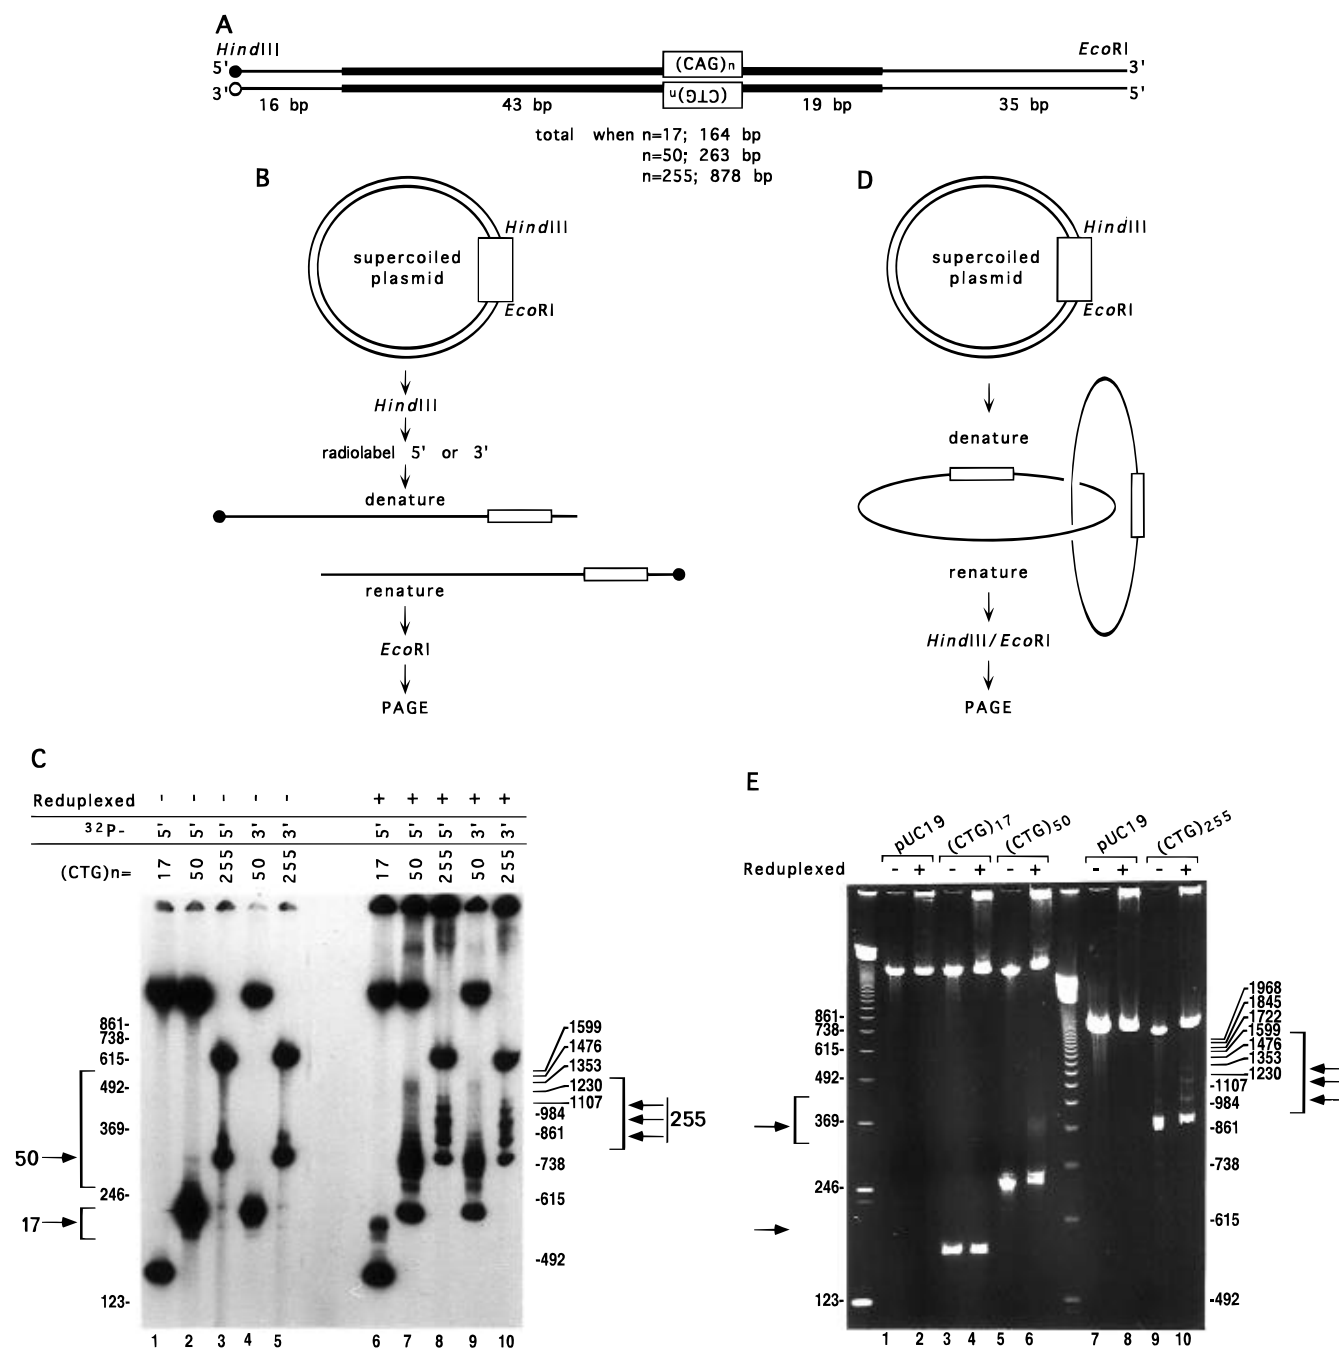 A
HindIII
EcoRI
5' (CAG)n 3'
3' (CTG)n 5'
16 bp 43 bp 19 bp 35 bp
total when n=17; 164 bp
n=50; 263 bp
n=255; 878 bp
B
HindIII
supercoiled
plasmid
EcoRI
HindIII
radiolabel 5' or 3'
denature
renature
EcoRI
PAGE
D
HindIII
supercoiled
plasmid
EcoRI
denature
renature
HindIII/EcoRI
PAGE
C
Reduplexed - - - - - + + + + +
32P- 5' 5' 5' 3' 3' 5' 5' 5' 3' 3'
(CTG)n= 17 50 255 50 255 17 50 255 50 255
861-
738-
615-
492-
369-
50
246-
17
123-
1599
1476
1353
1230
1107
-984
-861
-738
-615
-492
255
1 2 3 4 5 6 7 8 9 10
E
pUC19 (CTG)17 (CTG)50 pUC19 (CTG)255
Reduplexed - + - + - + - + - +
861-
738-
615-
492-
369-
246-
123-
1968
1845
1722
1599
1476
1353
1230
-1107
-984
-861
-738
-615
-492
1 2 3 4 5 6 7 8 9 10